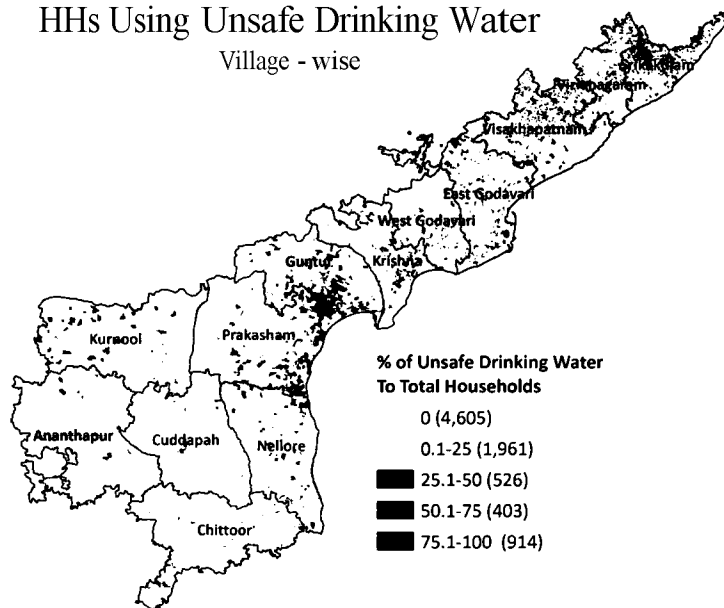 HHs Using Unsafe Drinking Water
Village - wise
Srikakulam
Vizianagaram
Visakhapatnam
East Godavari
West Godavari
Krishna
Guntur
Prakasham
Kurnool
Ananthapur
Cuddapah
Nellore
Chittoor
% of Unsafe Drinking Water
To Total Households
0 (4,605)
0.1-25 (1,961)
25.1-50 (526)
50.1-75 (403)
75.1-100 (914)